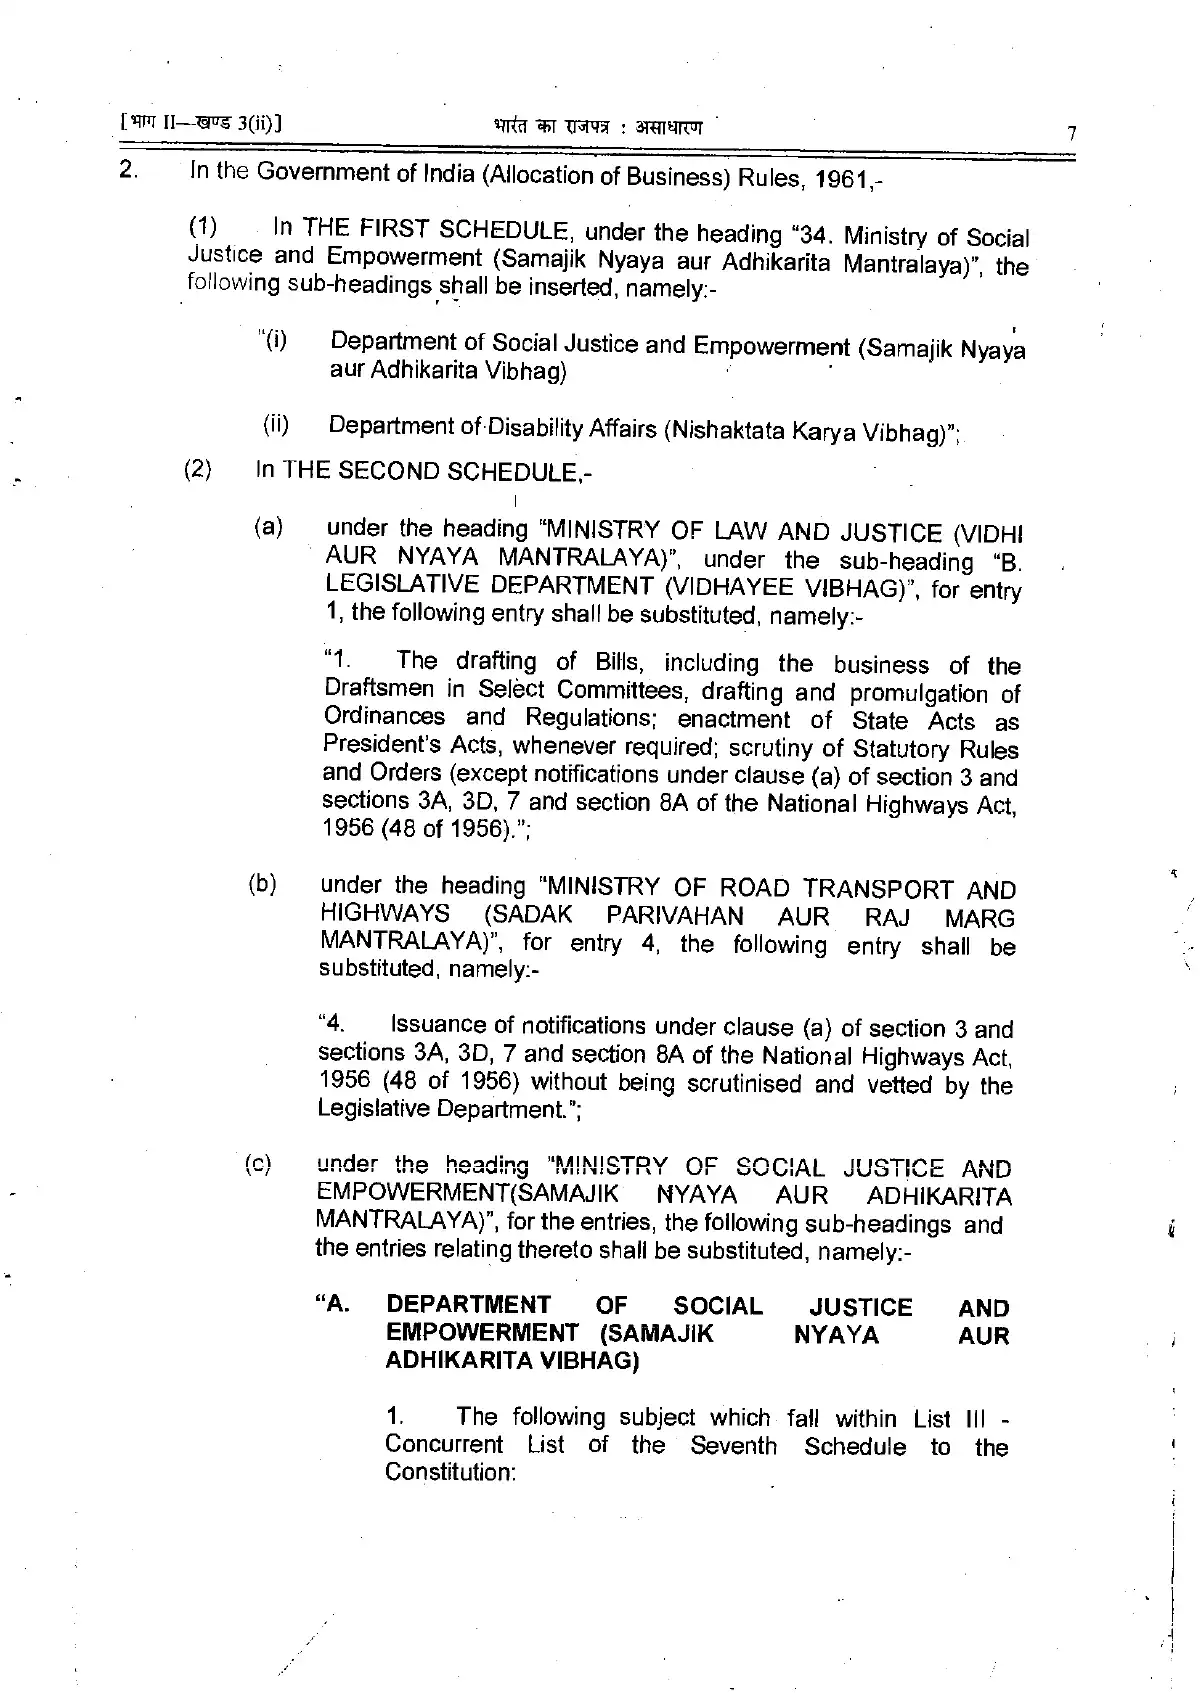 [भाग II—खण्ड 3(ii)]
भारत का राजपत्र : असाधारण
7
2. In the Government of India (Allocation of Business) Rules, 1961,-
(1) In THE FIRST SCHEDULE, under the heading “34. Ministry of Social
Justice and Empowerment (Samajik Nyaya aur Adhikarita Mantralaya)”, the
following sub-headings shall be inserted, namely:-
“(i) Department of Social Justice and Empowerment (Samajik Nyaya
aur Adhikarita Vibhag)
(ii) Department of Disability Affairs (Nishaktata Karya Vibhag)”;
(2) In THE SECOND SCHEDULE,-
(a) under the heading “MINISTRY OF LAW AND JUSTICE (VIDHI
AUR NYAYA MANTRALAYA)”, under the sub-heading “B.
LEGISLATIVE DEPARTMENT (VIDHAYEE VIBHAG)”, for entry
1, the following entry shall be substituted, namely:-
“1. The drafting of Bills, including the business of the
Draftsmen in Select Committees, drafting and promulgation of
Ordinances and Regulations; enactment of State Acts as
President's Acts, whenever required; scrutiny of Statutory Rules
and Orders (except notifications under clause (a) of section 3 and
sections 3A, 3D, 7 and section 8A of the National Highways Act,
1956 (48 of 1956).”;
(b) under the heading “MINISTRY OF ROAD TRANSPORT AND
HIGHWAYS (SADAK PARIVAHAN AUR RAJ MARG
MANTRALAYA)”, for entry 4, the following entry shall be
substituted, namely:-
“4. Issuance of notifications under clause (a) of section 3 and
sections 3A, 3D, 7 and section 8A of the National Highways Act,
1956 (48 of 1956) without being scrutinised and vetted by the
Legislative Department.”;
(c) under the heading “MINISTRY OF SOCIAL JUSTICE AND
EMPOWERMENT(SAMAJIK NYAYA AUR ADHIKARITA
MANTRALAYA)”, for the entries, the following sub-headings and
the entries relating thereto shall be substituted, namely:-
“A. DEPARTMENT OF SOCIAL JUSTICE AND
EMPOWERMENT (SAMAJIK NYAYA AUR
ADHIKARITA VIBHAG)
1. The following subject which fall within List III -
Concurrent List of the Seventh Schedule to the
Constitution: